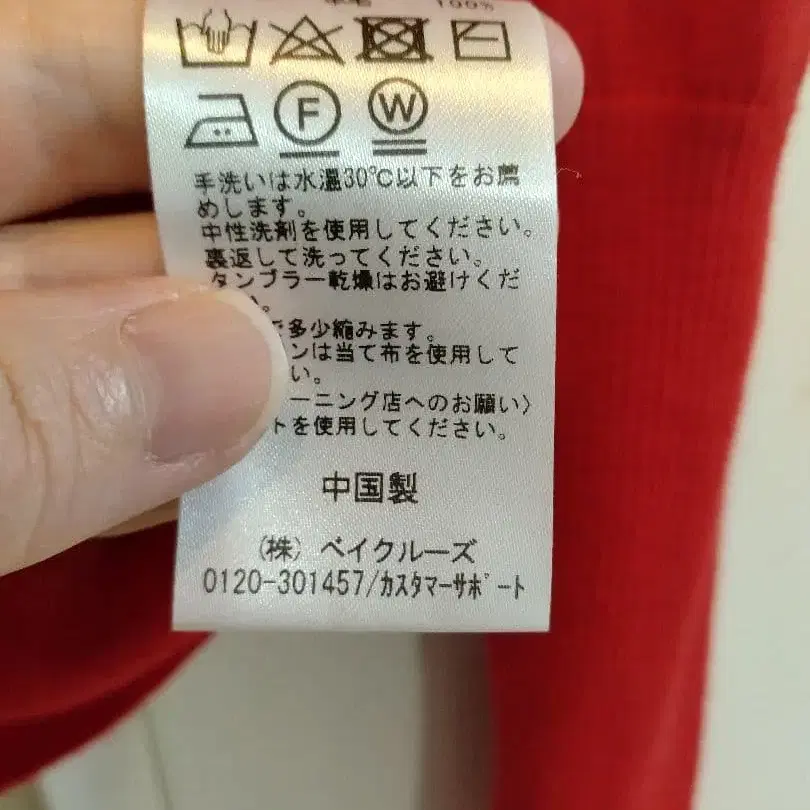 100%
F
W
手洗いは水温30℃以下をお薦
めします。
中性洗剤を使用してください。
裏返して洗ってください。
タンブラー乾燥はお避けくだ
い。
多少縮みます。
ンは当て布を使用して
い。
ーニング店へのお願い〉
トを使用してください。
中国製
(株) ベイクルーズ
0120-301457/ｶｽﾀﾏｰｻﾎﾟｰﾄ